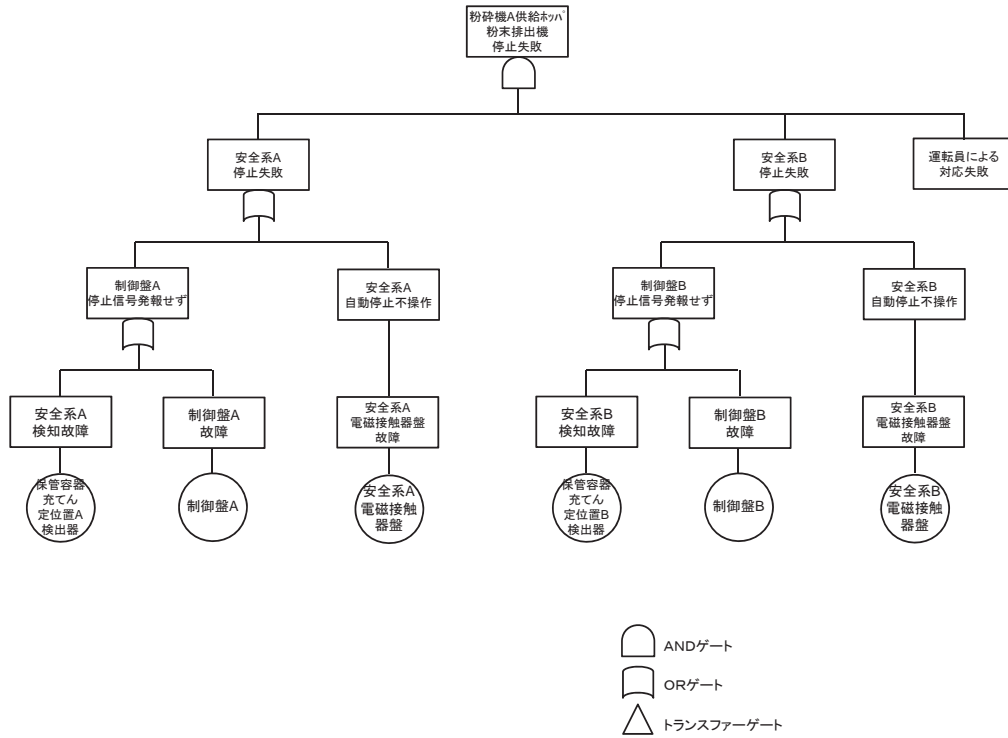 粉砕機A供給ﾎｯﾊﾟ
粉末排出機
停止失敗
安全系A
停止失敗
安全系B
停止失敗
運転員による
対応失敗
制御盤A
停止信号発報せず
安全系A
自動停止不操作
制御盤B
停止信号発報せず
安全系B
自動停止不操作
安全系A
検知故障
制御盤A
故障
安全系A
電磁接触器盤
故障
安全系B
検知故障
制御盤B
故障
安全系B
電磁接触器盤
故障
保管容器
充てん
定位置A
検出器
制御盤A
安全系A
電磁接触
器盤
保管容器
充てん
定位置B
検出器
制御盤B
安全系B
電磁接触
器盤
ANDゲート
ORゲート
トランスファーゲート